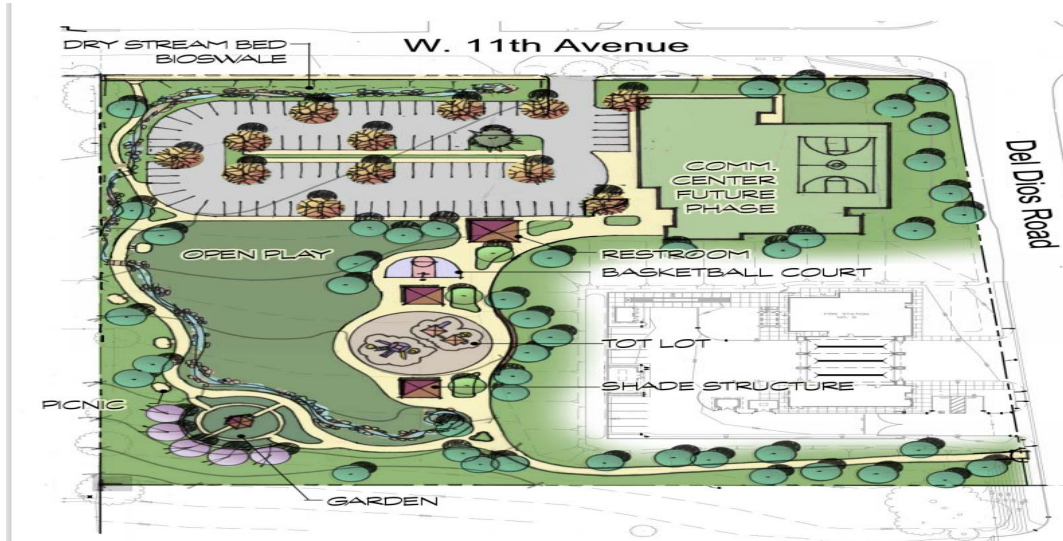 W. 11th Avenue
DRY STREAM BED
BIOSWALE
COMM.
CENTER
FUTURE
PHASE
Del Dios Road
OPEN PLAY
RESTROOM
BASKETBALL COURT
TOT LOT
SHADE STRUCTURE
PICNIC
GARDEN